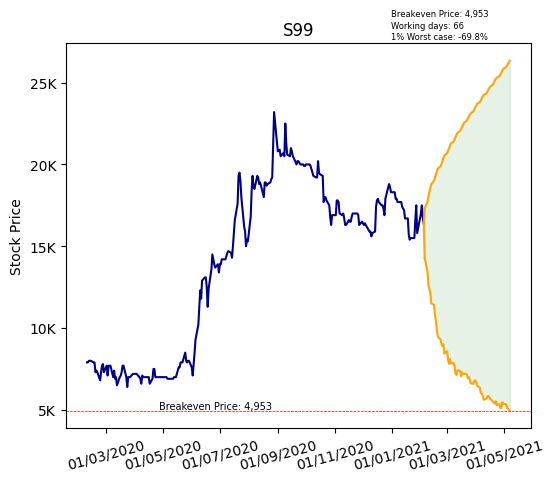 Breakeven Price: 4,953
Working days: 66
1% Worst case: -69.8%
S99
Stock Price
25K
20K
15K
10K
5K
Breakeven Price: 4,953
01/03/2020
01/05/2020
01/07/2020
01/09/2020
01/11/2020
01/01/2021
01/03/2021
01/05/2021